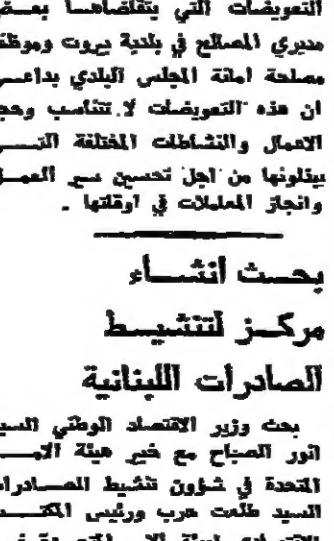 التعويضات التي يتقاضاها بعض
مديري المصالح في بلدية بيروت وموظف
مصلحة امانة المجلس البلدي بداعي
ان هذه التعويضات لا تتناسب وحج
الاعمال والنشاطات المختلفة التي
يبذلونها من اجل تحسين سير العمل
وانجاز المعاملات في اوقاتها .
بحث انشاء
مركز لتنشيط
الصادرات اللبنانية
بحث وزير الاقتصاد الوطني السيد
انور الصباح مع خبير هيئة الامم
المتحدة في شؤون تنشيط الصادرات
السيد طلعت حرب ورئيس المكتب